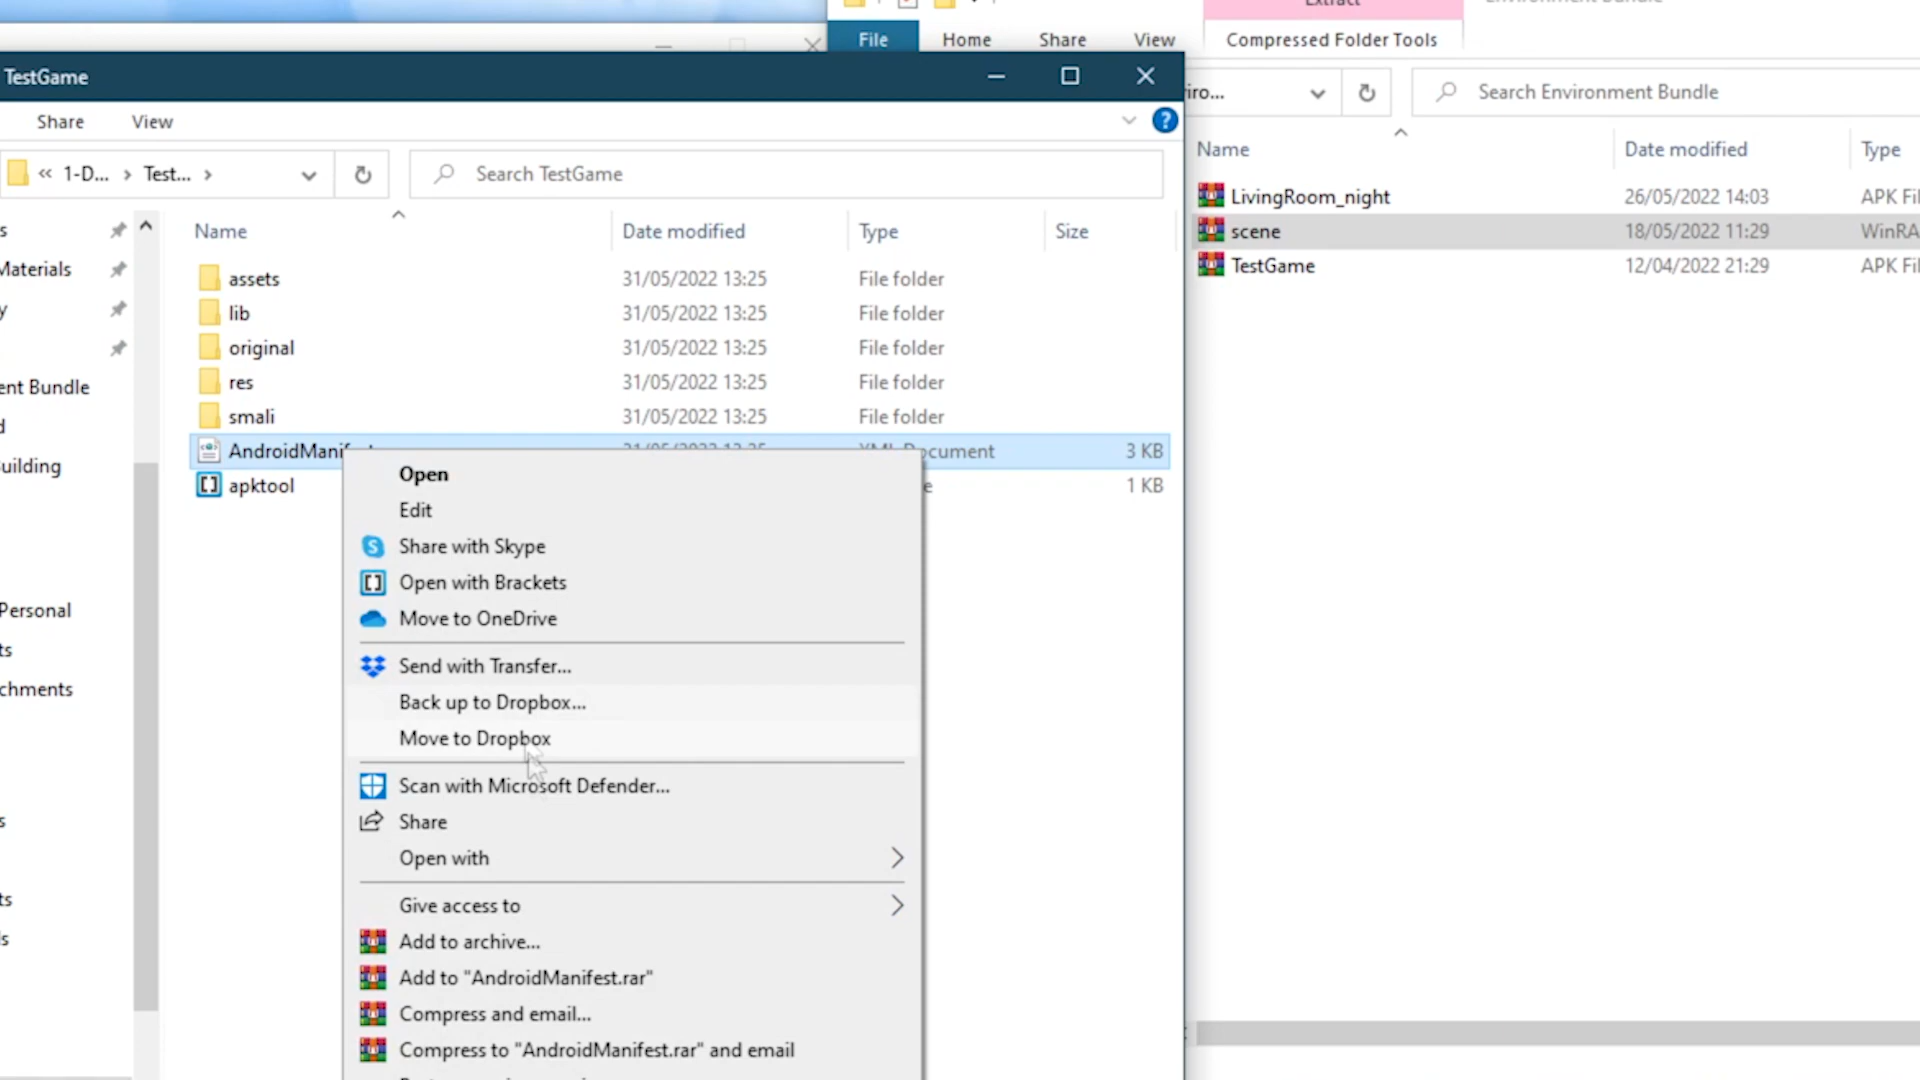 Extract
Environment Bundle
File
Home
Share
View
Compressed Folder Tools
TestGame
Share
View
1-D...
Test...
Search TestGame
iro...
Search Environment Bundle
Name
Date modified
Type
Size
assets
31/05/2022 13:25
File folder
lib
31/05/2022 13:25
File folder
original
31/05/2022 13:25
File folder
res
31/05/2022 13:25
File folder
smali
31/05/2022 13:25
File folder
AndroidManifest
31/05/2022 13:25
XML Document
3 KB
apktool
e
1 KB
s
Materials
y
ent Bundle
d
uilding
Personal
ts
chments
s
ts
ls
Open
Edit
Share with Skype
Open with Brackets
Move to OneDrive
Send with Transfer...
Back up to Dropbox...
Move to Dropbox
Scan with Microsoft Defender...
Share
Open with
Give access to
Add to archive...
Add to "AndroidManifest.rar"
Compress and email...
Compress to "AndroidManifest.rar" and email
Name
Date modified
Type
LivingRoom_night
26/05/2022 14:03
APK Fil
scene
18/05/2022 11:29
WinRA
TestGame
12/04/2022 21:29
APK Fil